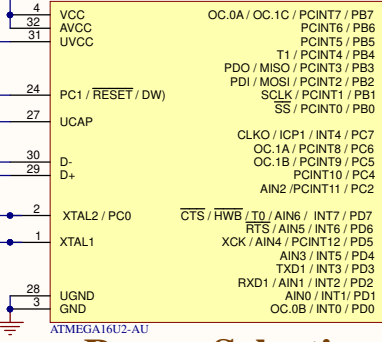 4 VCC OC.0A / OC.1C / PCINT7 / PB7
32 AVCC PCINT6 / PB6
31 UVCC PCINT5 / PB5
T1 / PCINT4 / PB4
PDO / MISO / PCINT3 / PB3
PDI / MOSI / PCINT2 / PB2
24 PC1 / RESET / DW) SCLK / PCINT1 / PB1
SS / PCINT0 / PB0
27 UCAP
CLKO / ICP1 / INT4 / PC7
OC.1A / PCINT8 / PC6
30 D- OC.1B / PCINT9 / PC5
29 D+ PCINT10 / PC4
AIN2 /PCINT11 / PC2
2 XTAL2 / PC0 CTS / HWB / T0 / AIN6 / INT7 / PD7
RTS / AIN5 / INT6 / PD6
1 XTAL1 XCK / AIN4 / PCINT12 / PD5
AIN3 / INT5 / PD4
TXD1 / INT3 / PD3
RXD1 / AIN1 / INT2 / PD2
28 UGND AIN0 / INT1 / PD1
3 GND OC.0B / INT0 / PD0
ATMEGA16U2-AU